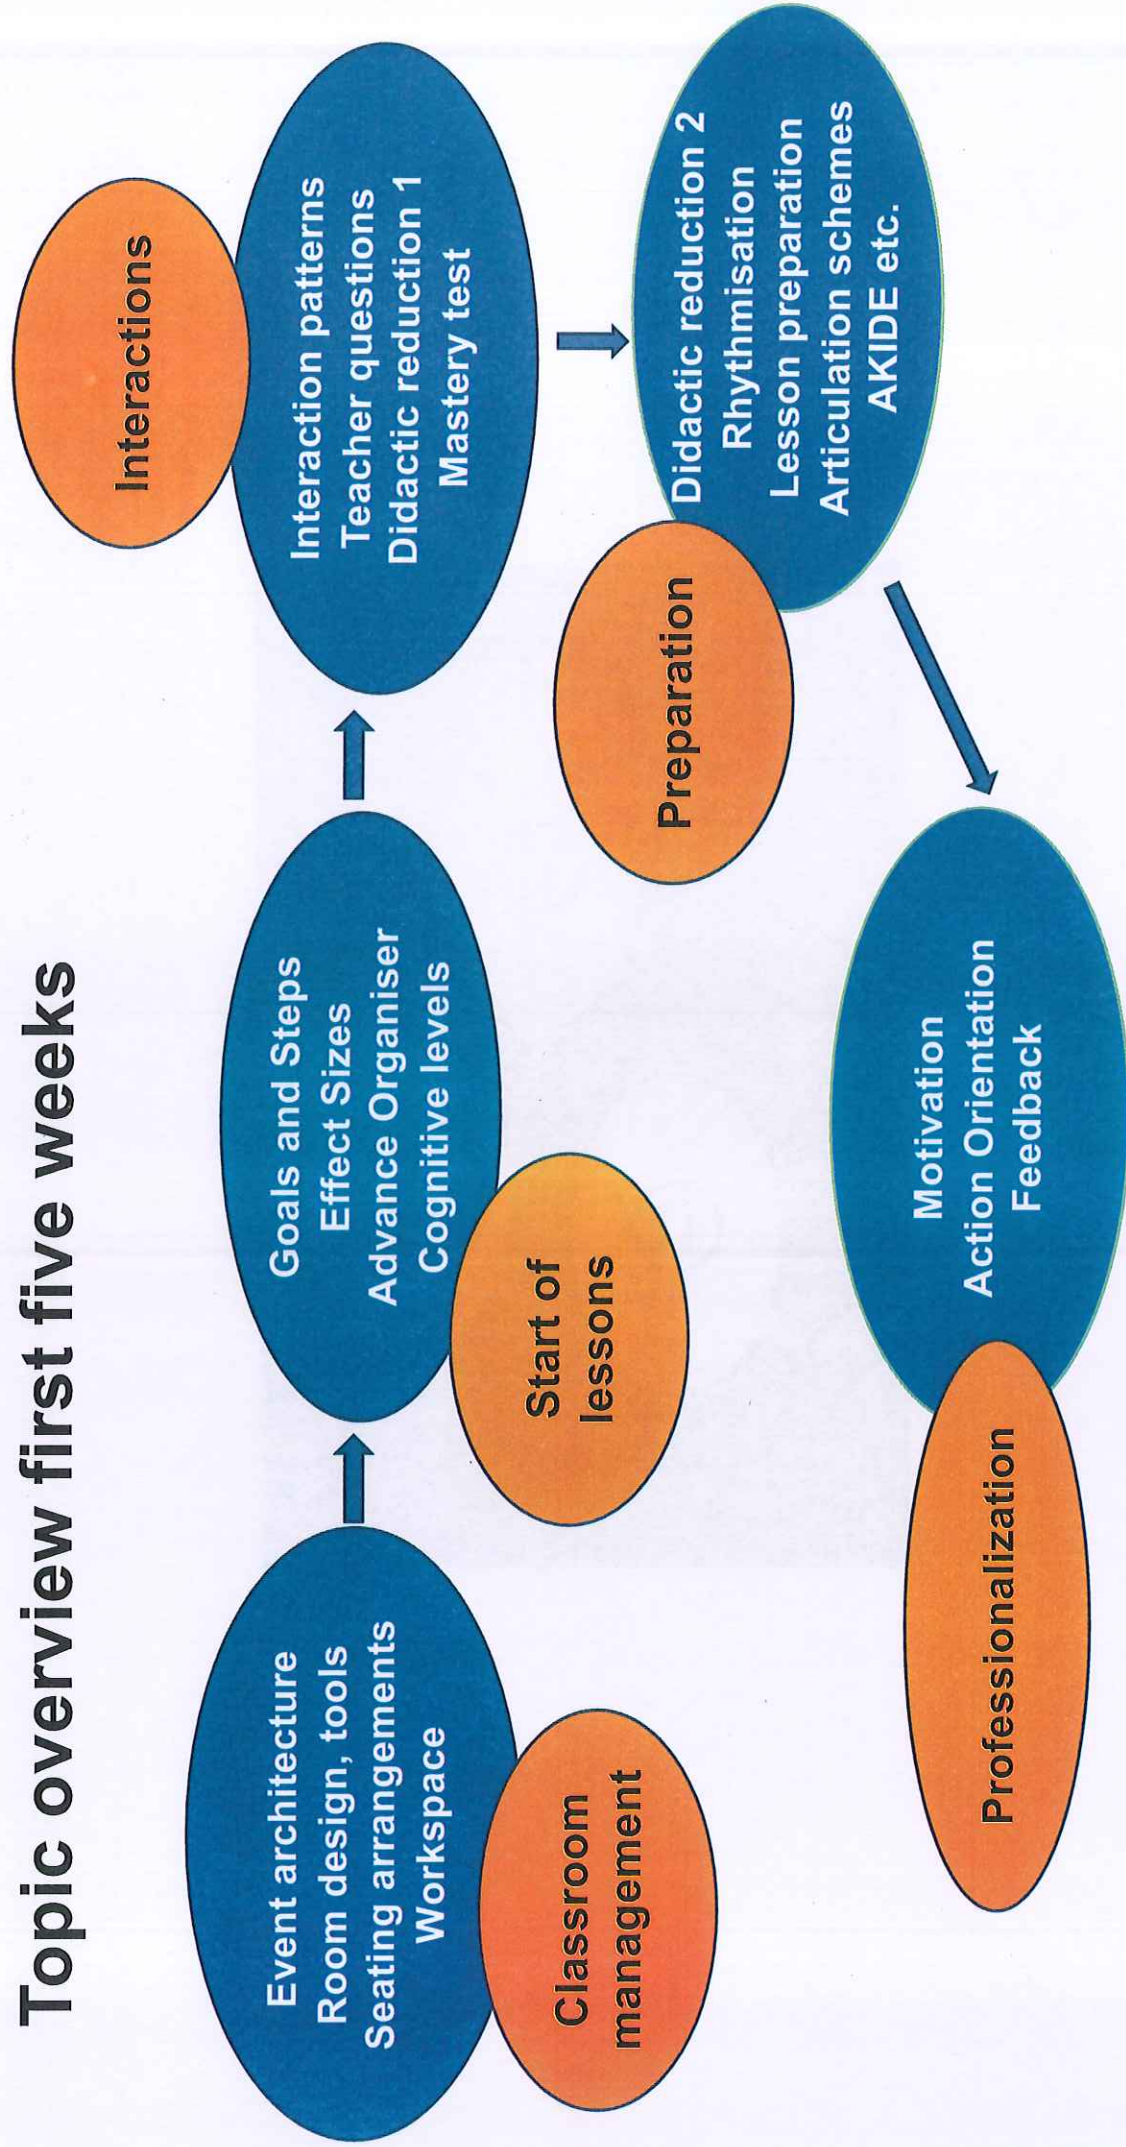 Topic overview first five weeks
Event architecture
Room design, tools
Seating arrangements
Workspace
Classroom
management
Goals and Steps
Effect Sizes
Advance Organiser
Cognitive levels
Start of
lessons
Interactions
Interaction patterns
Teacher questions
Didactic reduction 1
Mastery test
Preparation
Didactic reduction 2
Rhythmisation
Lesson preparation
Articulation schemes
AKIDE etc.
Motivation
Action Orientation
Feedback
Professionalization